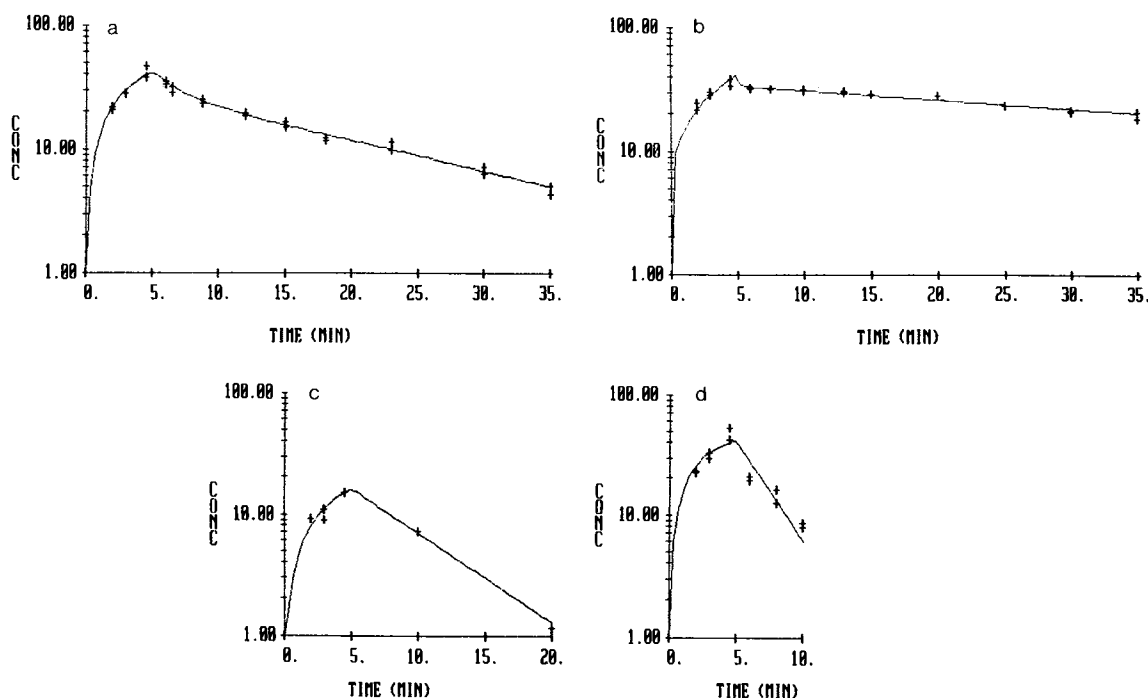 a
100.00
10.00
1.00
CONC
0. 5. 10. 15. 20. 25. 30. 35.
TIME (MIN)
b
100.00
10.00
1.00
CONC
0. 5. 10. 15. 20. 25. 30. 35.
TIME (MIN)
c
100.00
10.00
1.00
CONC
0. 5. 10. 15. 20.
TIME (MIN)
d
100.00
10.00
1.00
CONC
0. 5. 10.
TIME (MIN)